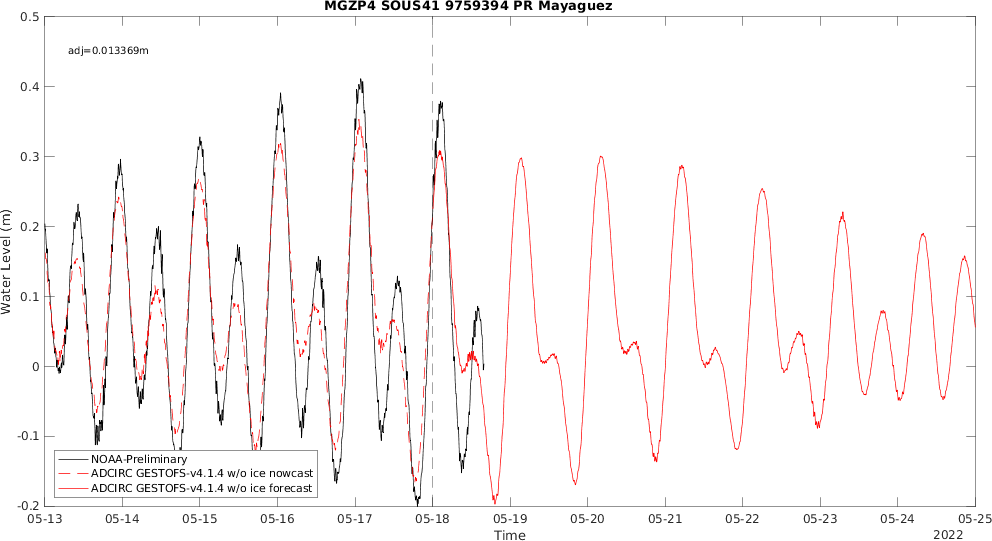 MGZP4 SOUS41 9759394 PR Mayaguez
0.5
adj=0.013369m
0.4
0.3
0.2
0.1
0
-0.1
-0.2
Water Level (m)
NOAA-Preliminary
ADCIRC GESTOFS-v4.1.4 w/o ice nowcast
ADCIRC GESTOFS-v4.1.4 w/o ice forecast
05-13 05-14 05-15 05-16 05-17 05-18 05-19 05-20 05-21 05-22 05-23 05-24 05-25
Time
2022